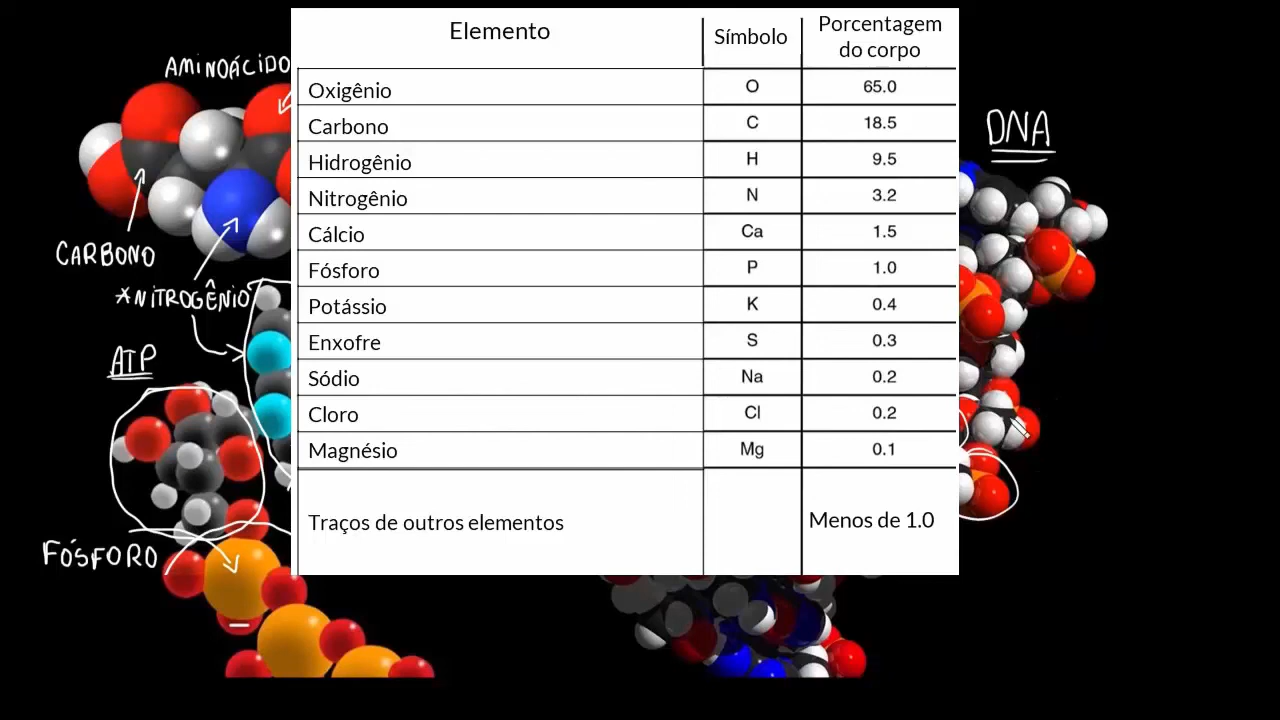 AMINOÁCIDO
CARBONO
*NITROGÊNIO
ATP
FÓSFORO
Elemento Símbolo Porcentagem do corpo
Oxigênio O 65.0
Carbono C 18.5
Hidrogênio H 9.5
Nitrogênio N 3.2
Cálcio Ca 1.5
Fósforo P 1.0
Potássio K 0.4
Enxofre S 0.3
Sódio Na 0.2
Cloro Cl 0.2
Magnésio Mg 0.1
Traços de outros elementos Menos de 1.0
DNA